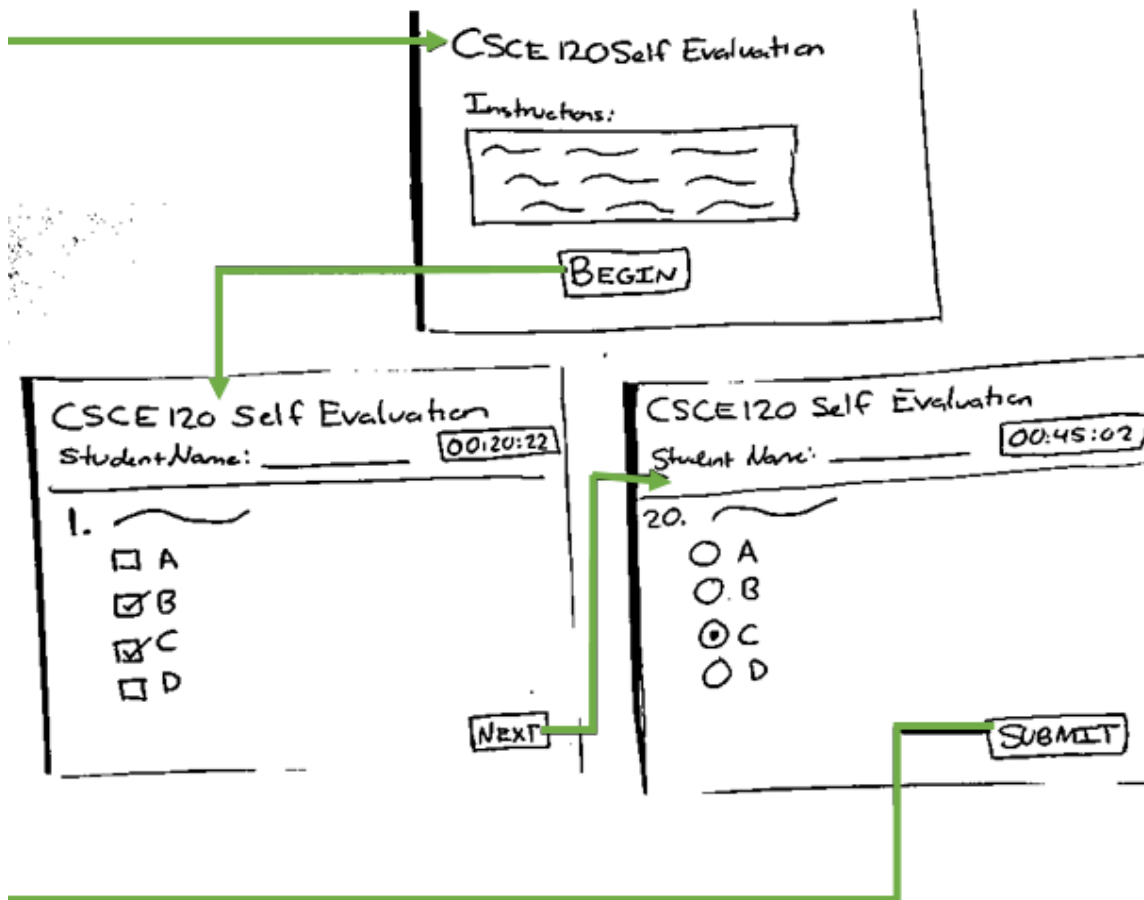 CSCE 120 Self Evaluation
Instructions:
BEGIN
CSCE 120 Self Evaluation
Student Name:
00:20:22
1.
A
B
C
D
NEXT
CSCE 120 Self Evaluation
Student Name:
00:45:02
20.
A
B
C
D
SUBMIT